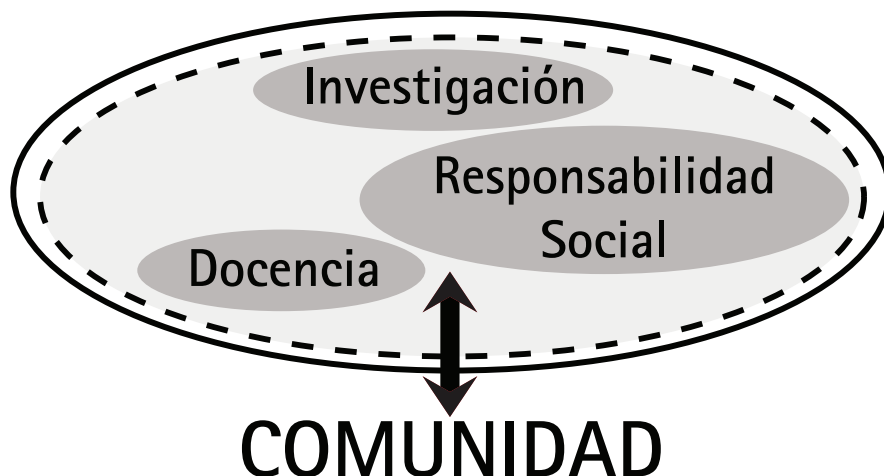 Investigación
Responsabilidad
Social
Docencia
COMUNIDAD